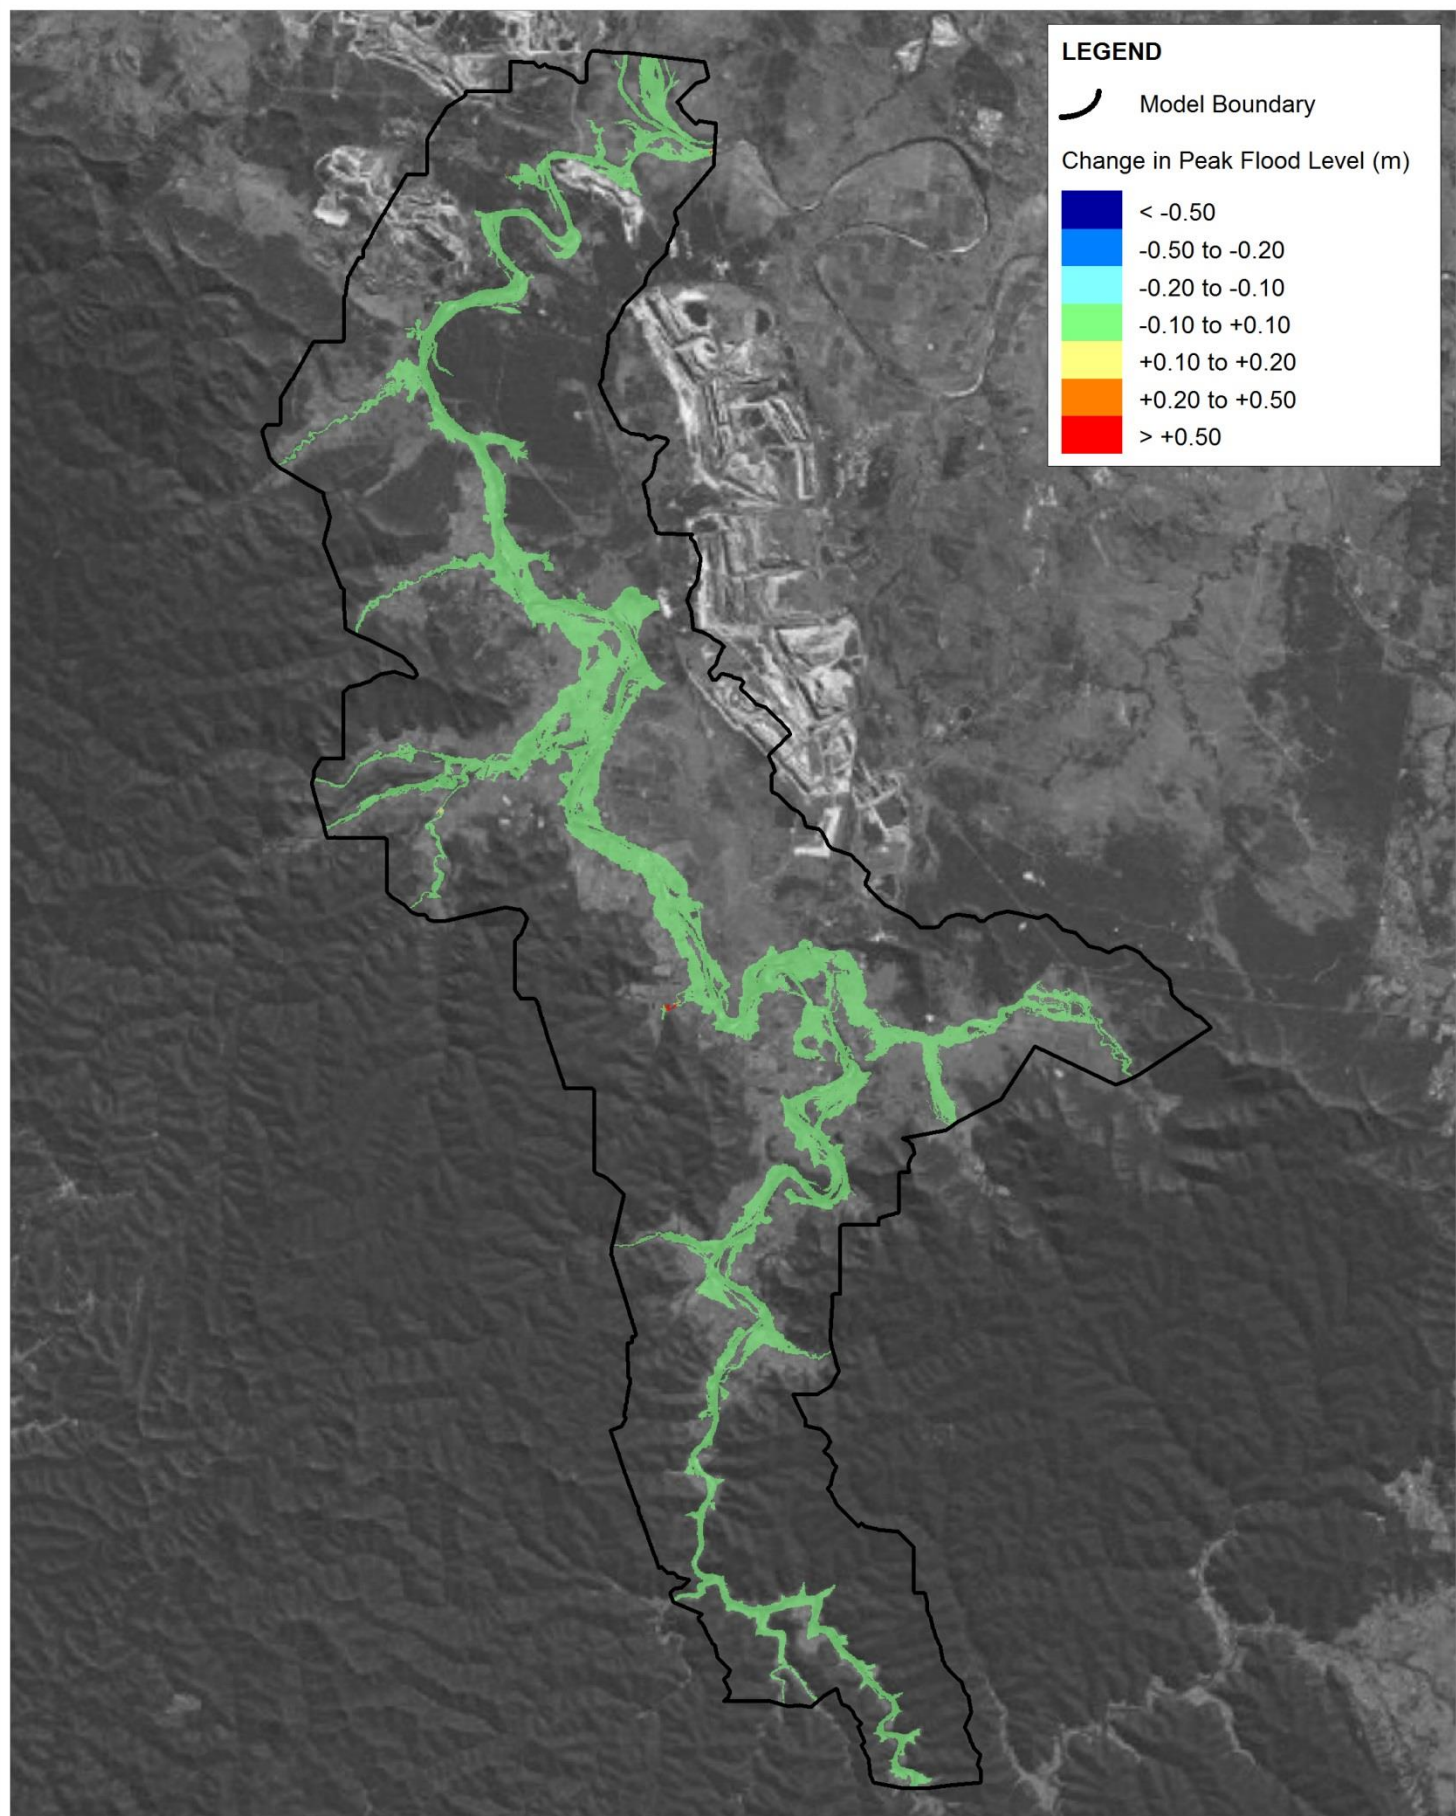 LEGEND
Model Boundary
Change in Peak Flood Level (m)
< -0.50
-0.50 to -0.20
-0.20 to -0.10
-0.10 to +0.10
+0.10 to +0.20
+0.20 to +0.50
> +0.50